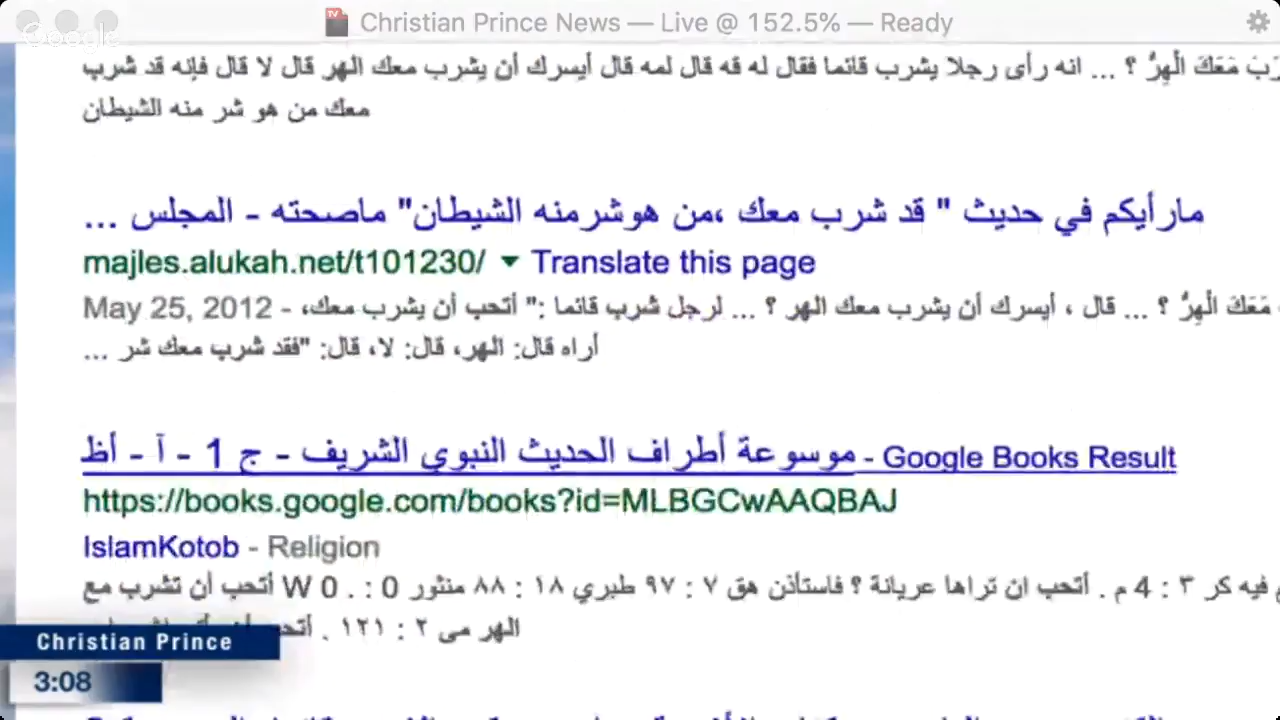 Christian Prince News — Live @ 152.5% — Ready
Google
مَعَكَ الْهِرُّ ؟ ... انه رأى رجلا يشرب قائما فقال له قه قال لمه قال أيسرك أن يشرب معك الهر قال لا قال فإنه قد شرب
معك من هو شر منه الشيطان
مارأيكم في حديث " قد شرب معك ،من هوشرمنه الشيطان" ماصحته - المجلس ...
majles.alukah.net/t101230/ ▼ Translate this page
May 25, 2012 - مَعَكَ الْهِرُّ ؟ ... قال ، أيسرك أن يشرب معك الهر ؟ ... لرجل شرب قائما :" أتحب أن يشرب معك،
أراه قال: الهر، قال: لا، قال: "فقد شرب معك شر ...
موسوعة أطراف الحديث النبوي الشريف - ج 1 - آ - أظ - Google Books Result
https://books.google.com/books?id=MLBGCwAAQBAJ
IslamKotob - Religion
فيه كر ٣ : 4 م . أتحب ان تراها عريانة ؟ فاستأذن هق ٧ : ٩٧ طبري ١٨ : ٨٨ منثور 0 : . 0 W أتحب أن تشرب مع
الهر مى ٢ : ١٢١ .
Christian Prince
3:08